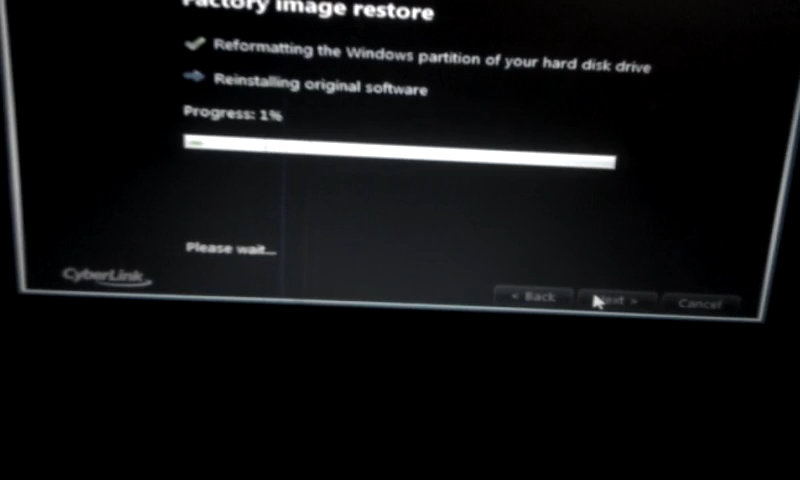 Factory image restore
Reformatting the Windows partition of your hard disk drive
Reinstalling original software
Progress: 1%
Please wait...
CyberLink
< Back
Next >
Cancel